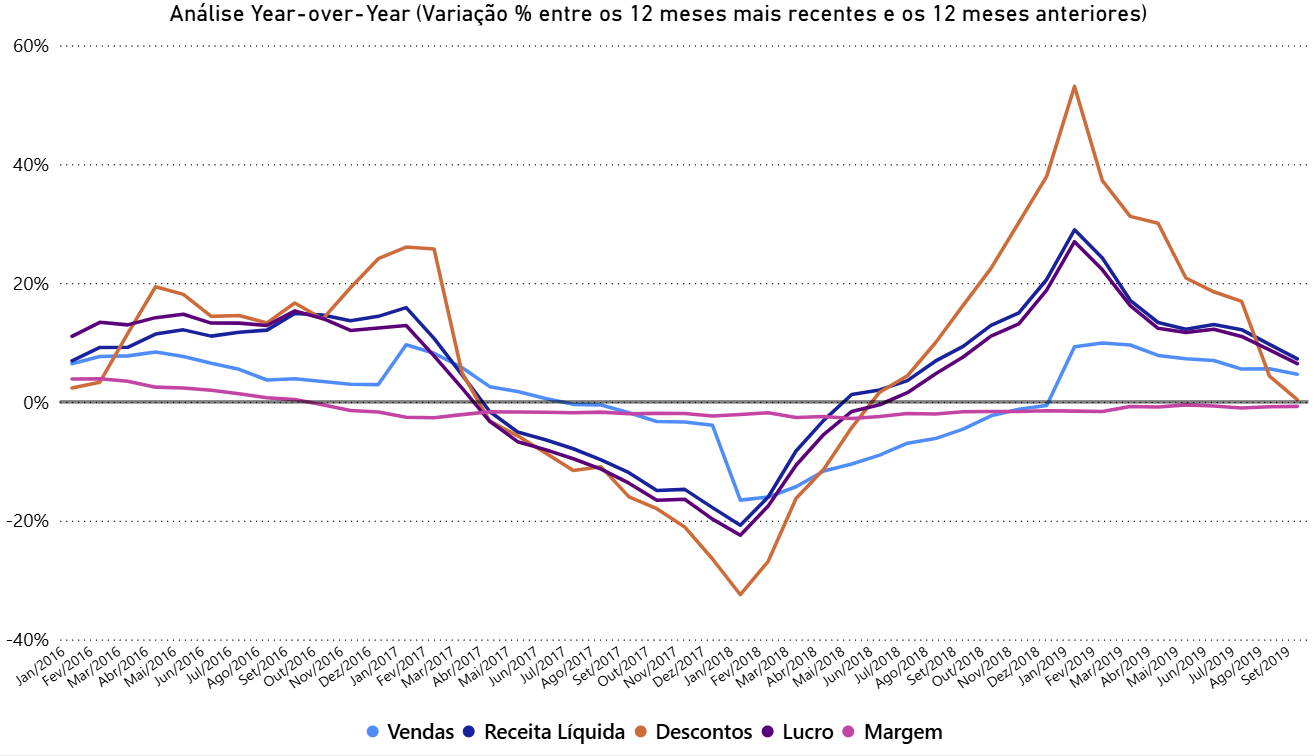 Análise Year-over-Year (Variação % entre os 12 meses mais recentes e os 12 meses anteriores)
60%
40%
20%
0%
-20%
-40%
Jan/2016
Fev/2016
Mar/2016
Abr/2016
Mai/2016
Jun/2016
Jul/2016
Ago/2016
Set/2016
Out/2016
Nov/2016
Dez/2016
Jan/2017
Fev/2017
Mar/2017
Abr/2017
Mai/2017
Jun/2017
Jul/2017
Ago/2017
Set/2017
Out/2017
Nov/2017
Dez/2017
Jan/2018
Fev/2018
Mar/2018
Abr/2018
Mai/2018
Jun/2018
Jul/2018
Ago/2018
Set/2018
Out/2018
Nov/2018
Dez/2018
Jan/2019
Fev/2019
Mar/2019
Abr/2019
Mai/2019
Jun/2019
Jul/2019
Ago/2019
Set/2019
Vendas Receita Líquida Descontos Lucro Margem